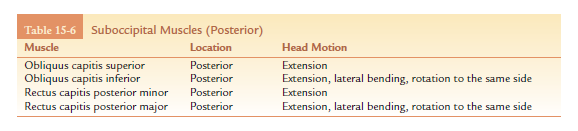 Table 15-6 Suboccipital Muscles (Posterior)
Muscle Location Head Motion
Obliquus capitis superior Posterior Extension
Obliquus capitis inferior Posterior Extension, lateral bending, rotation to the same side
Rectus capitis posterior minor Posterior Extension
Rectus capitis posterior major Posterior Extension, lateral bending, rotation to the same side